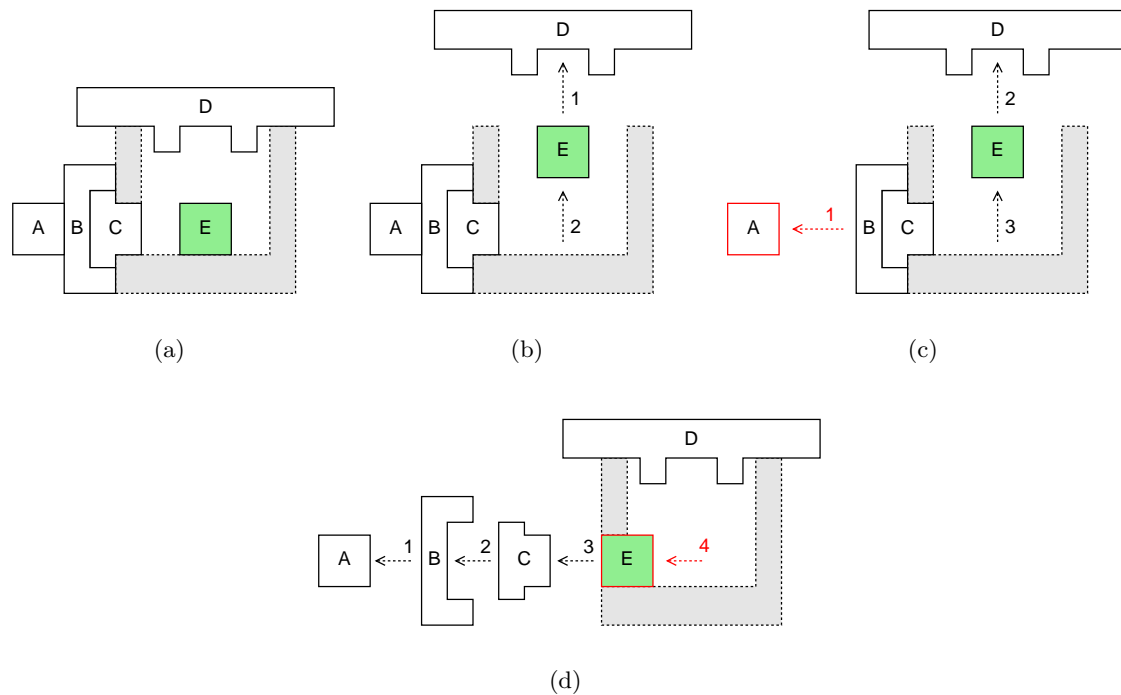 D
A B C E
(a)
D
1
E
A B C 2
(b)
D
2
E
A 1 B C 3
(c)
D
A 1 B 2 C 3 E 4
(d)